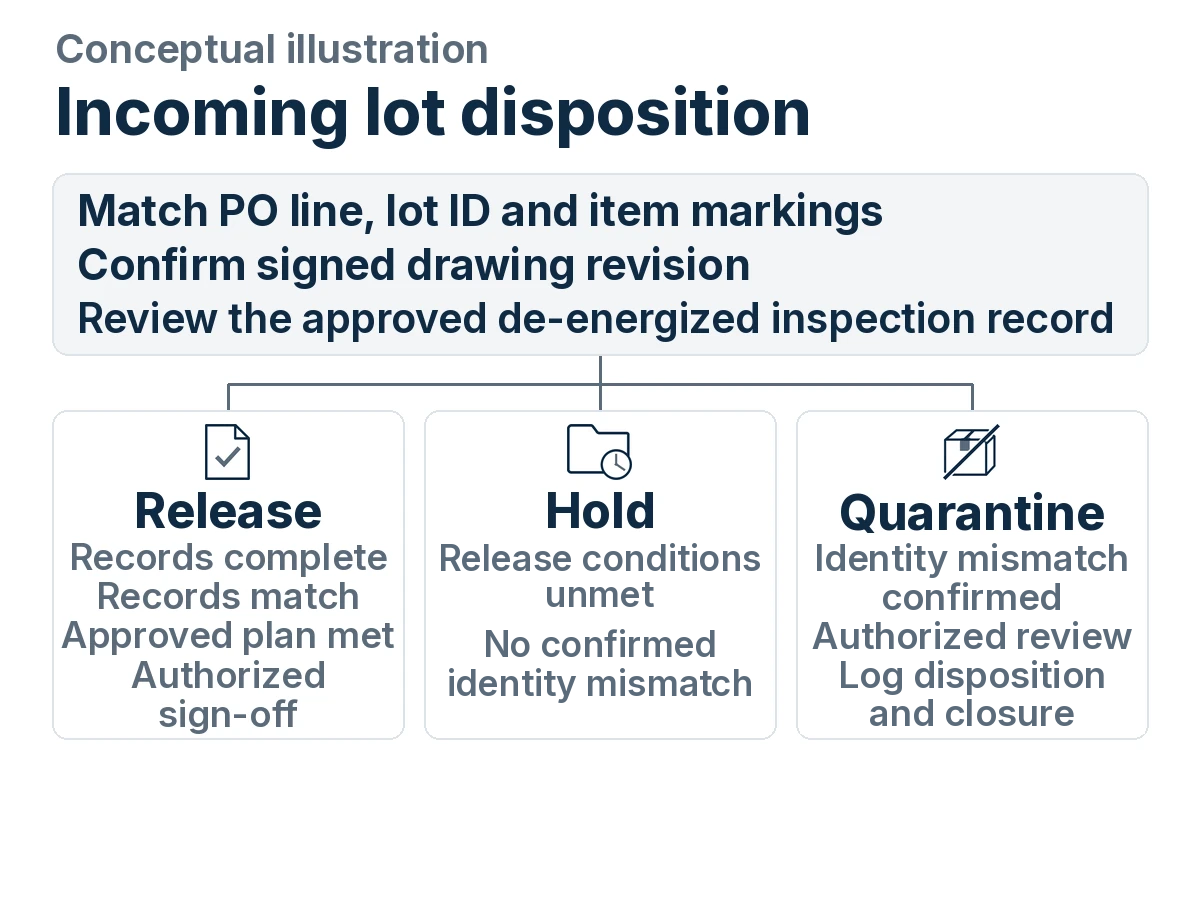 Conceptual illustration
Incoming lot disposition
Match PO line, lot ID and item markings
Confirm signed drawing revision
Review the approved de-energized inspection record
Release
Records complete
Records match
Approved plan met
Authorized
sign-off
Hold
Release conditions
unmet
No confirmed
identity mismatch
Quarantine
Identity mismatch
confirmed
Authorized review
Log disposition
and closure